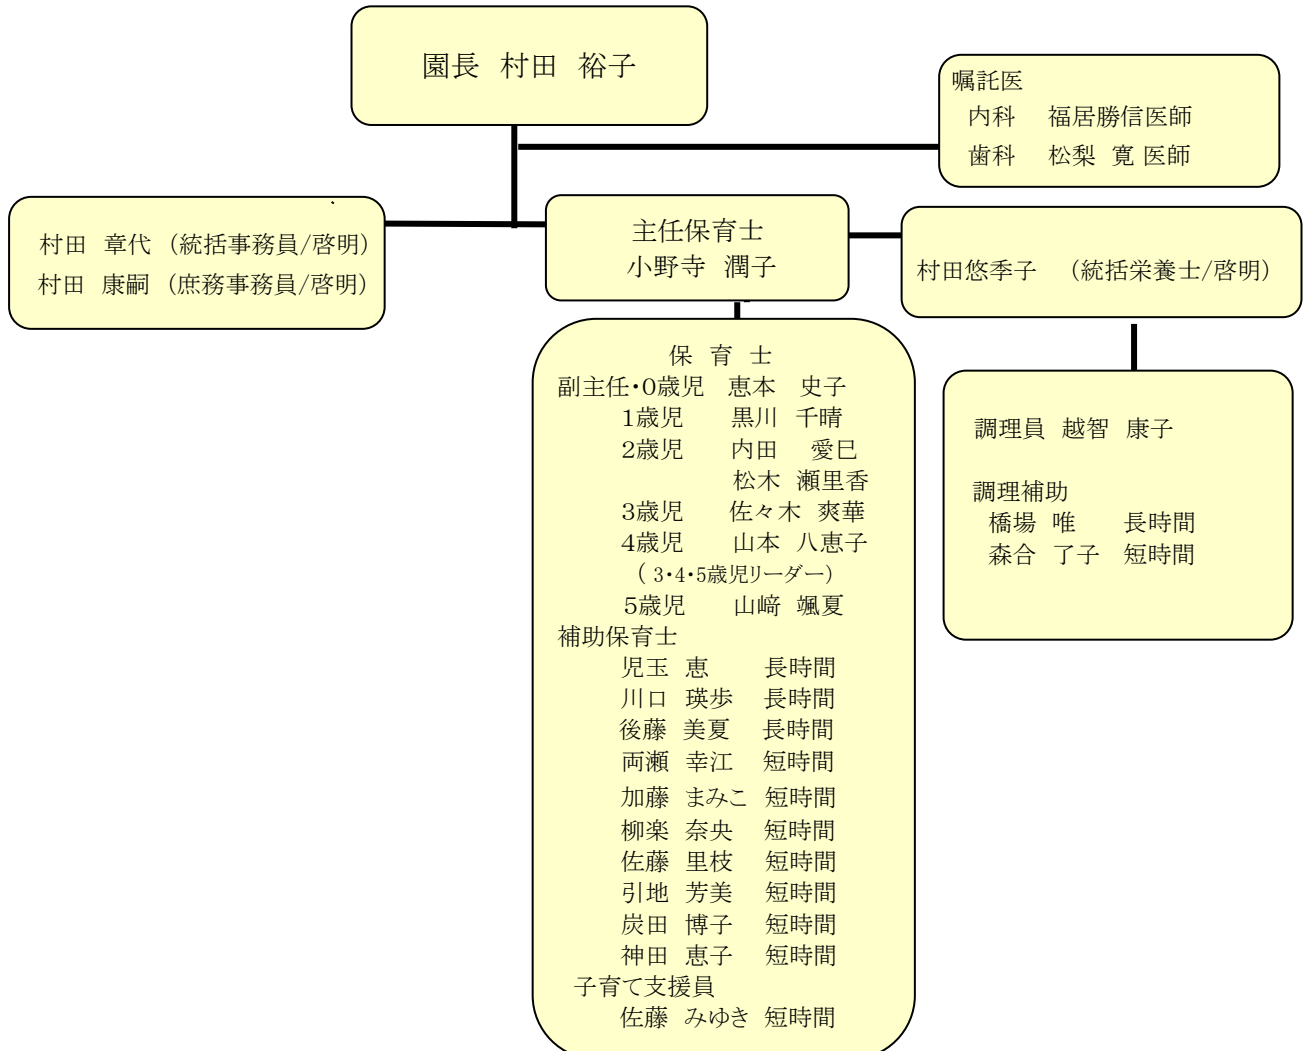 園長 村田 裕子
嘱託医
内科 福居勝信医師
歯科 松梨 寛 医師
村田 章代 (統括事務員/啓明)
村田 康嗣 (庶務事務員/啓明)
主任保育士
小野寺 潤子
村田悠季子 (統括栄養士/啓明)
保 育 士
副主任・0歳児 恵本 史子
1歳児 黒川 千晴
2歳児 内田 愛巳
松木 瀬里香
3歳児 佐々木 爽華
4歳児 山本 八恵子
( 3・4・5歳児リーダー)
5歳児 山﨑 颯夏
補助保育士
児玉 恵 長時間
川口 瑛歩 長時間
後藤 美夏 長時間
両瀬 幸江 短時間
加藤 まみこ 短時間
柳楽 奈央 短時間
佐藤 里枝 短時間
引地 芳美 短時間
炭田 博子 短時間
神田 恵子 短時間
子育て支援員
佐藤 みゆき 短時間
調理員 越智 康子
調理補助
橋場 唯 長時間
森合 了子 短時間